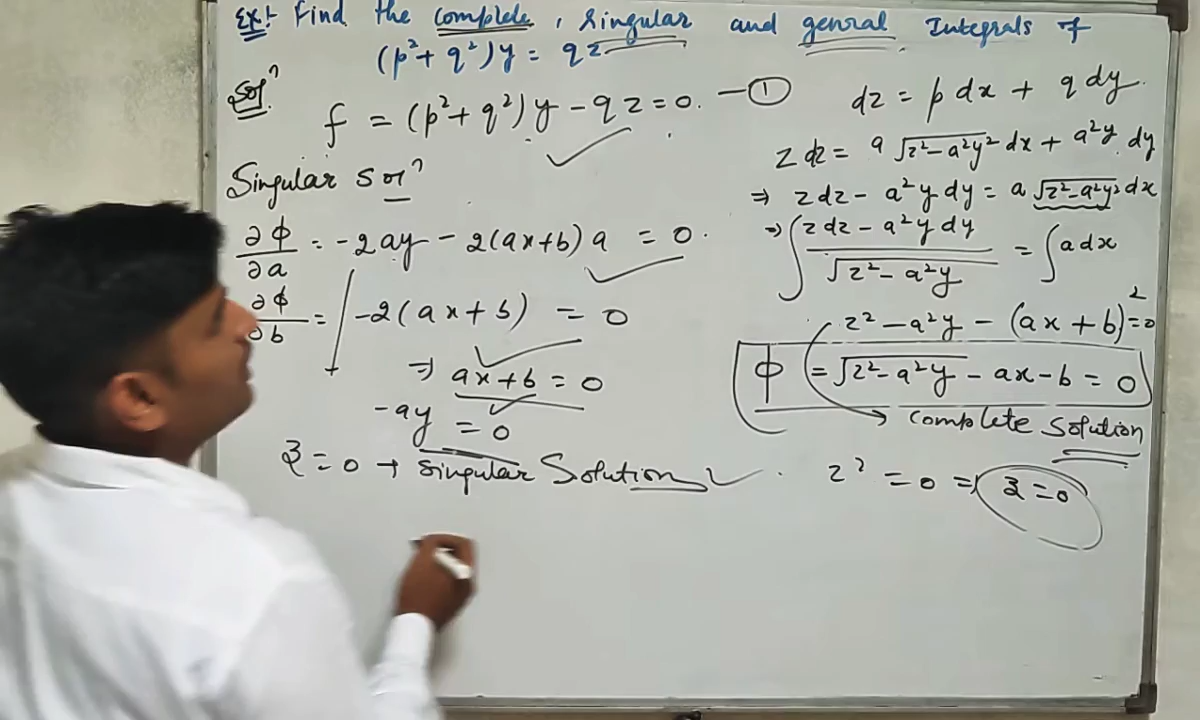 Ex:- Find the complete, singular and genral Integrals of
(p²+ q²)y = qz
Solⁿ
f = (p²+q²)y - qz = 0. — ①
Singular Solⁿ
∂ϕ/∂a = -2ay - 2(ax+b)a = 0.
∂ϕ/∂b = -2(ax+b) = 0
⇒ ax+b = 0
-ay = 0
z = 0 → Singular Solution
dz = p dx + q dy.
z dz = a √z²-a²y² dx + a²y dy
⇒ z dz - a²y dy = a √z²-a²y² dx
⇒ ∫ z dz - a²y dy / √z²-a²y = ∫ a dx
z² - a²y - (ax+b)² = 0
ϕ = √z²-a²y - ax - b = 0
→ Complete Solution
z² = 0 ⇒ z = 0